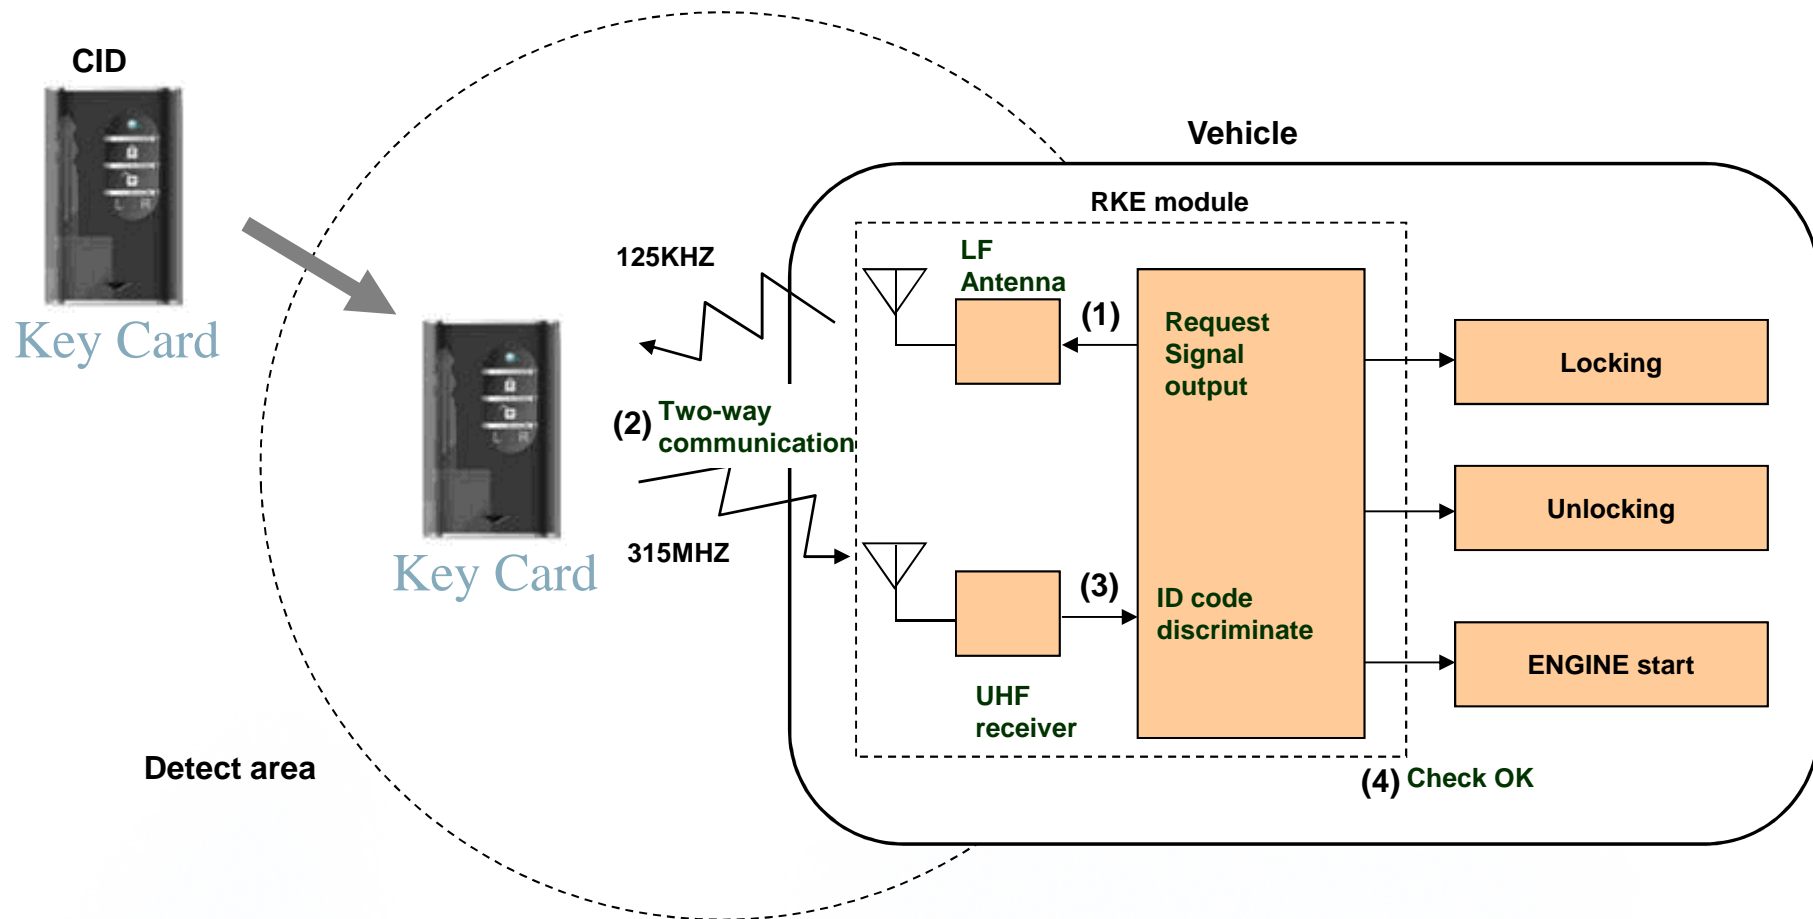 CID
Key Card
Key Card
Detect area
125KHZ
(2) Two-way
communication
315MHZ
Vehicle
RKE module
LF
Antenna
(1)
Request
Signal
output
(3)
ID code
discriminate
UHF
receiver
Locking
Unlocking
ENGINE start
(4) Check OK
L R
L R